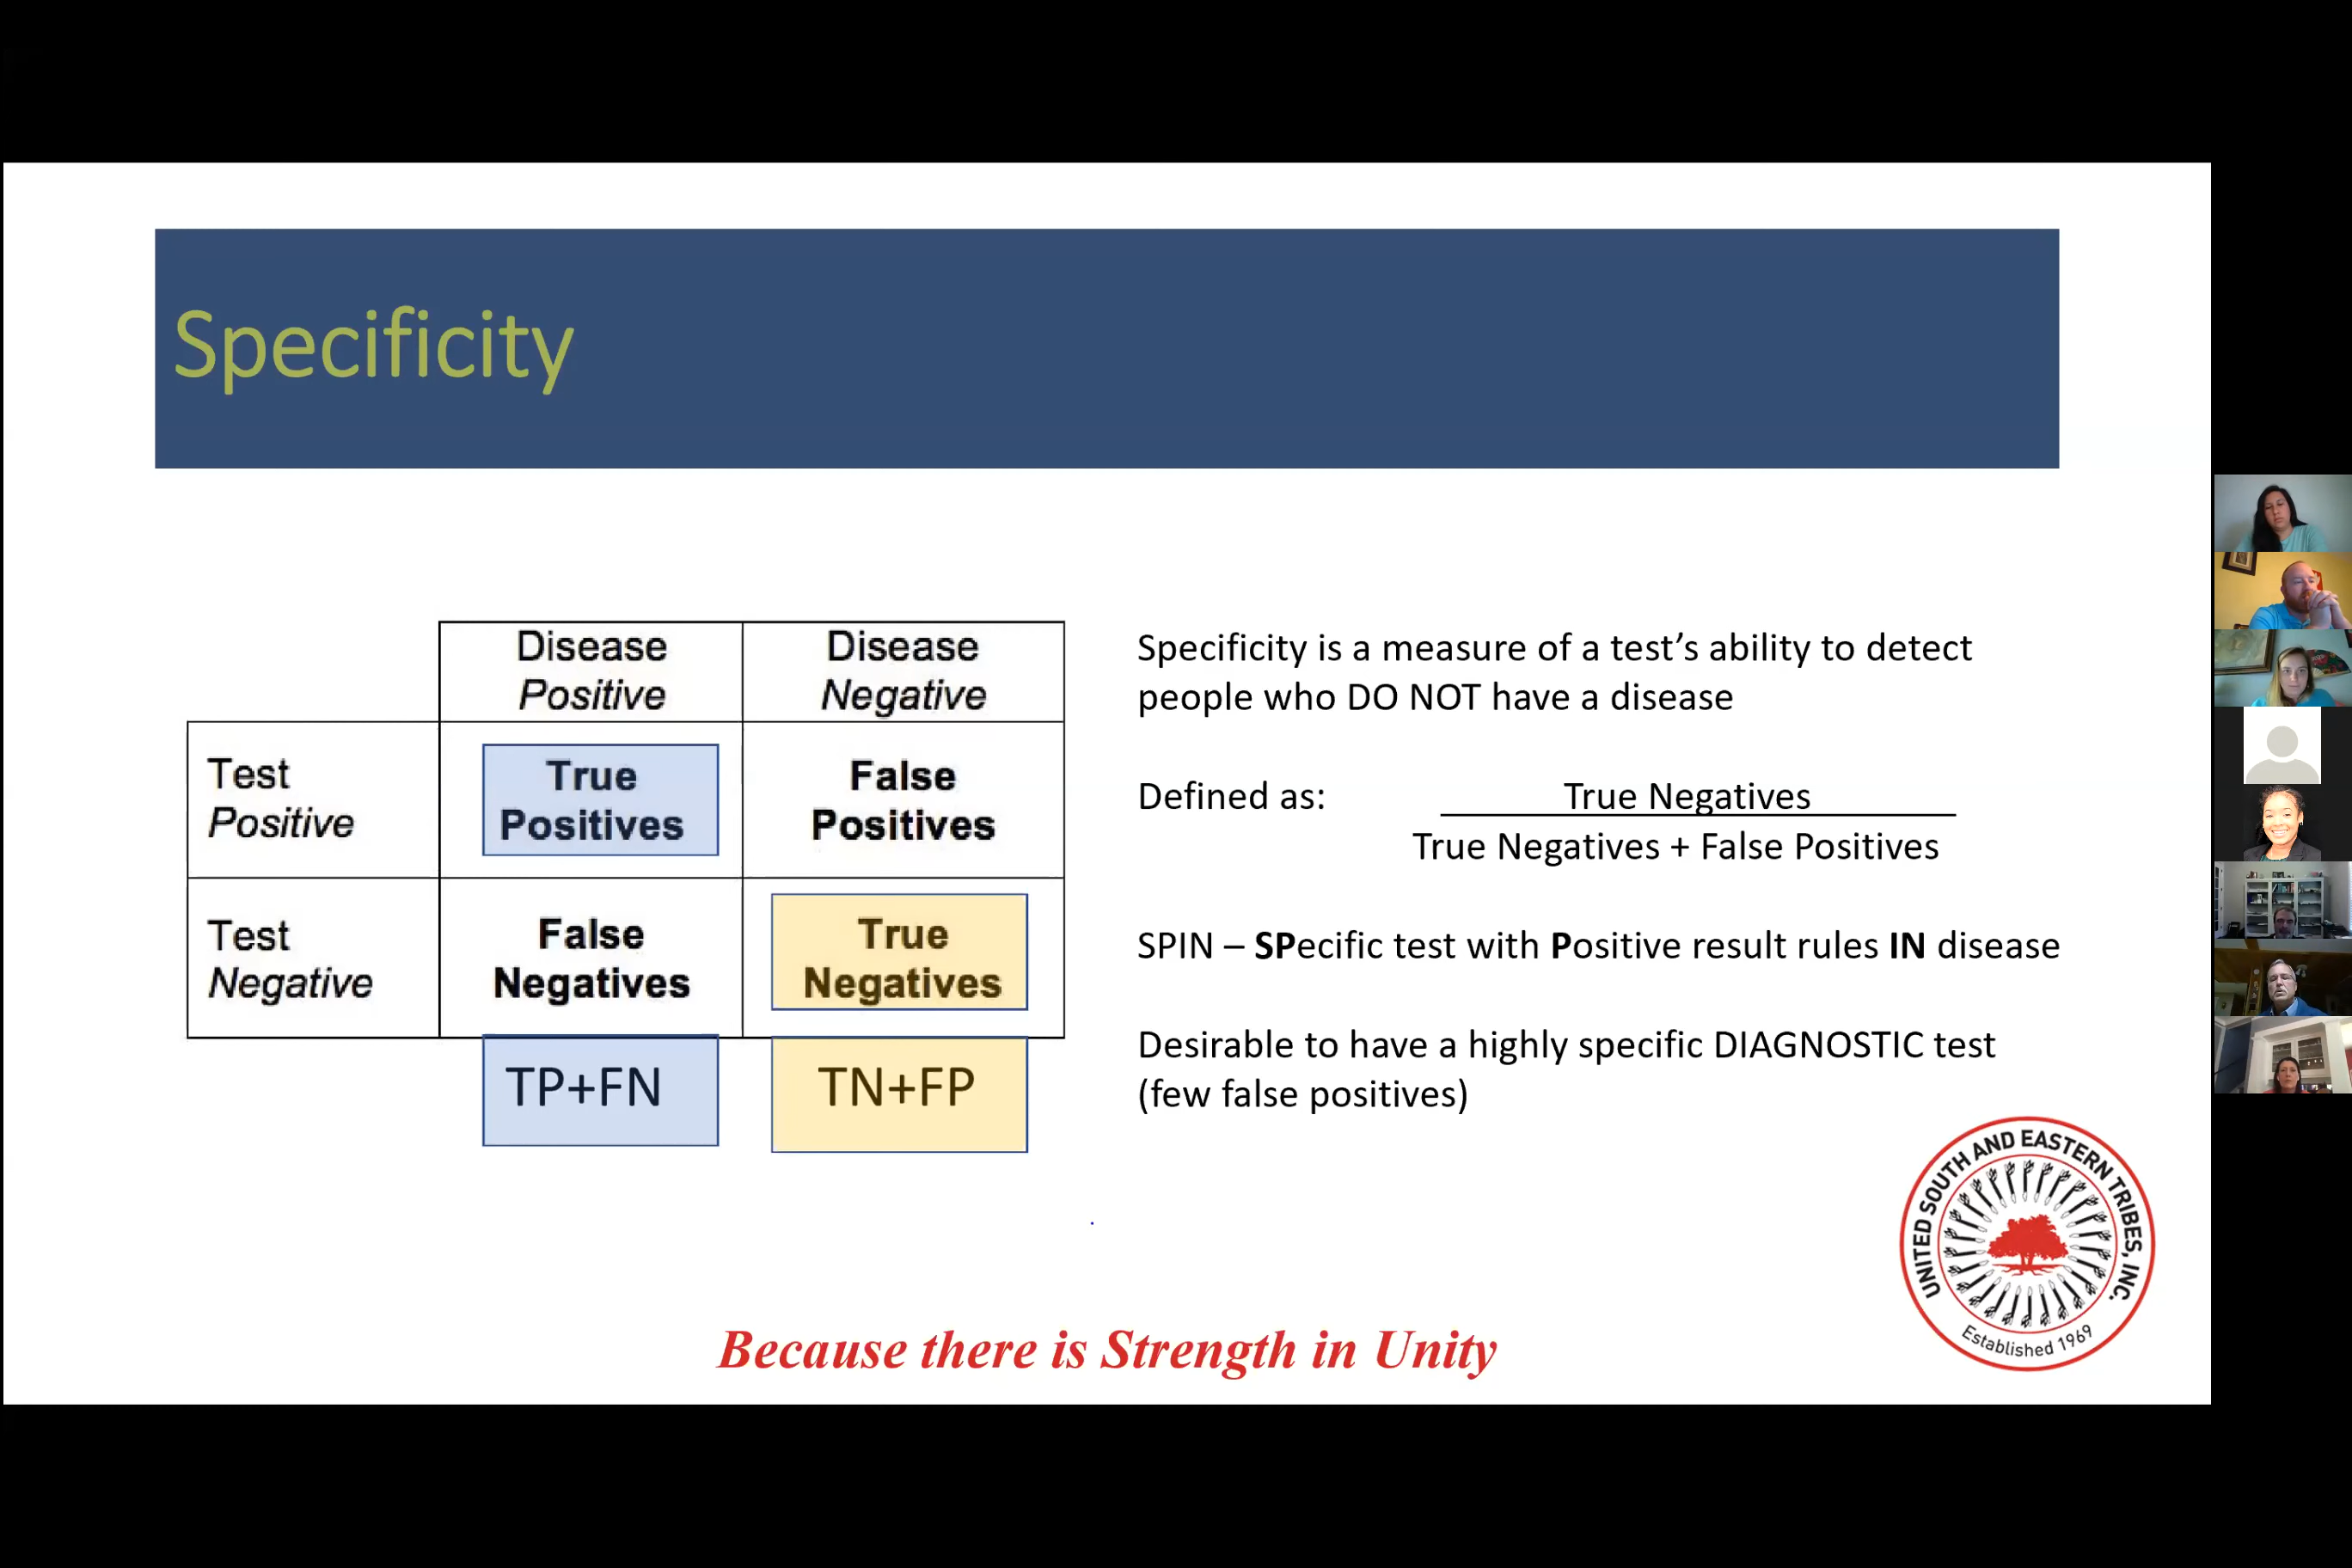 Specificity
Disease
Positive
Disease
Negative
Test
Positive
True
Positives
False
Positives
Test
Negative
False
Negatives
True
Negatives
TP+FN
TN+FP
Specificity is a measure of a test’s ability to detect
people who DO NOT have a disease
Defined as: True Negatives
True Negatives + False Positives
SPIN – SPecific test with Positive result rules IN disease
Desirable to have a highly specific DIAGNOSTIC test
(few false positives)
UNITED SOUTH AND EASTERN TRIBES, INC.
Established 1969
Because there is Strength in Unity